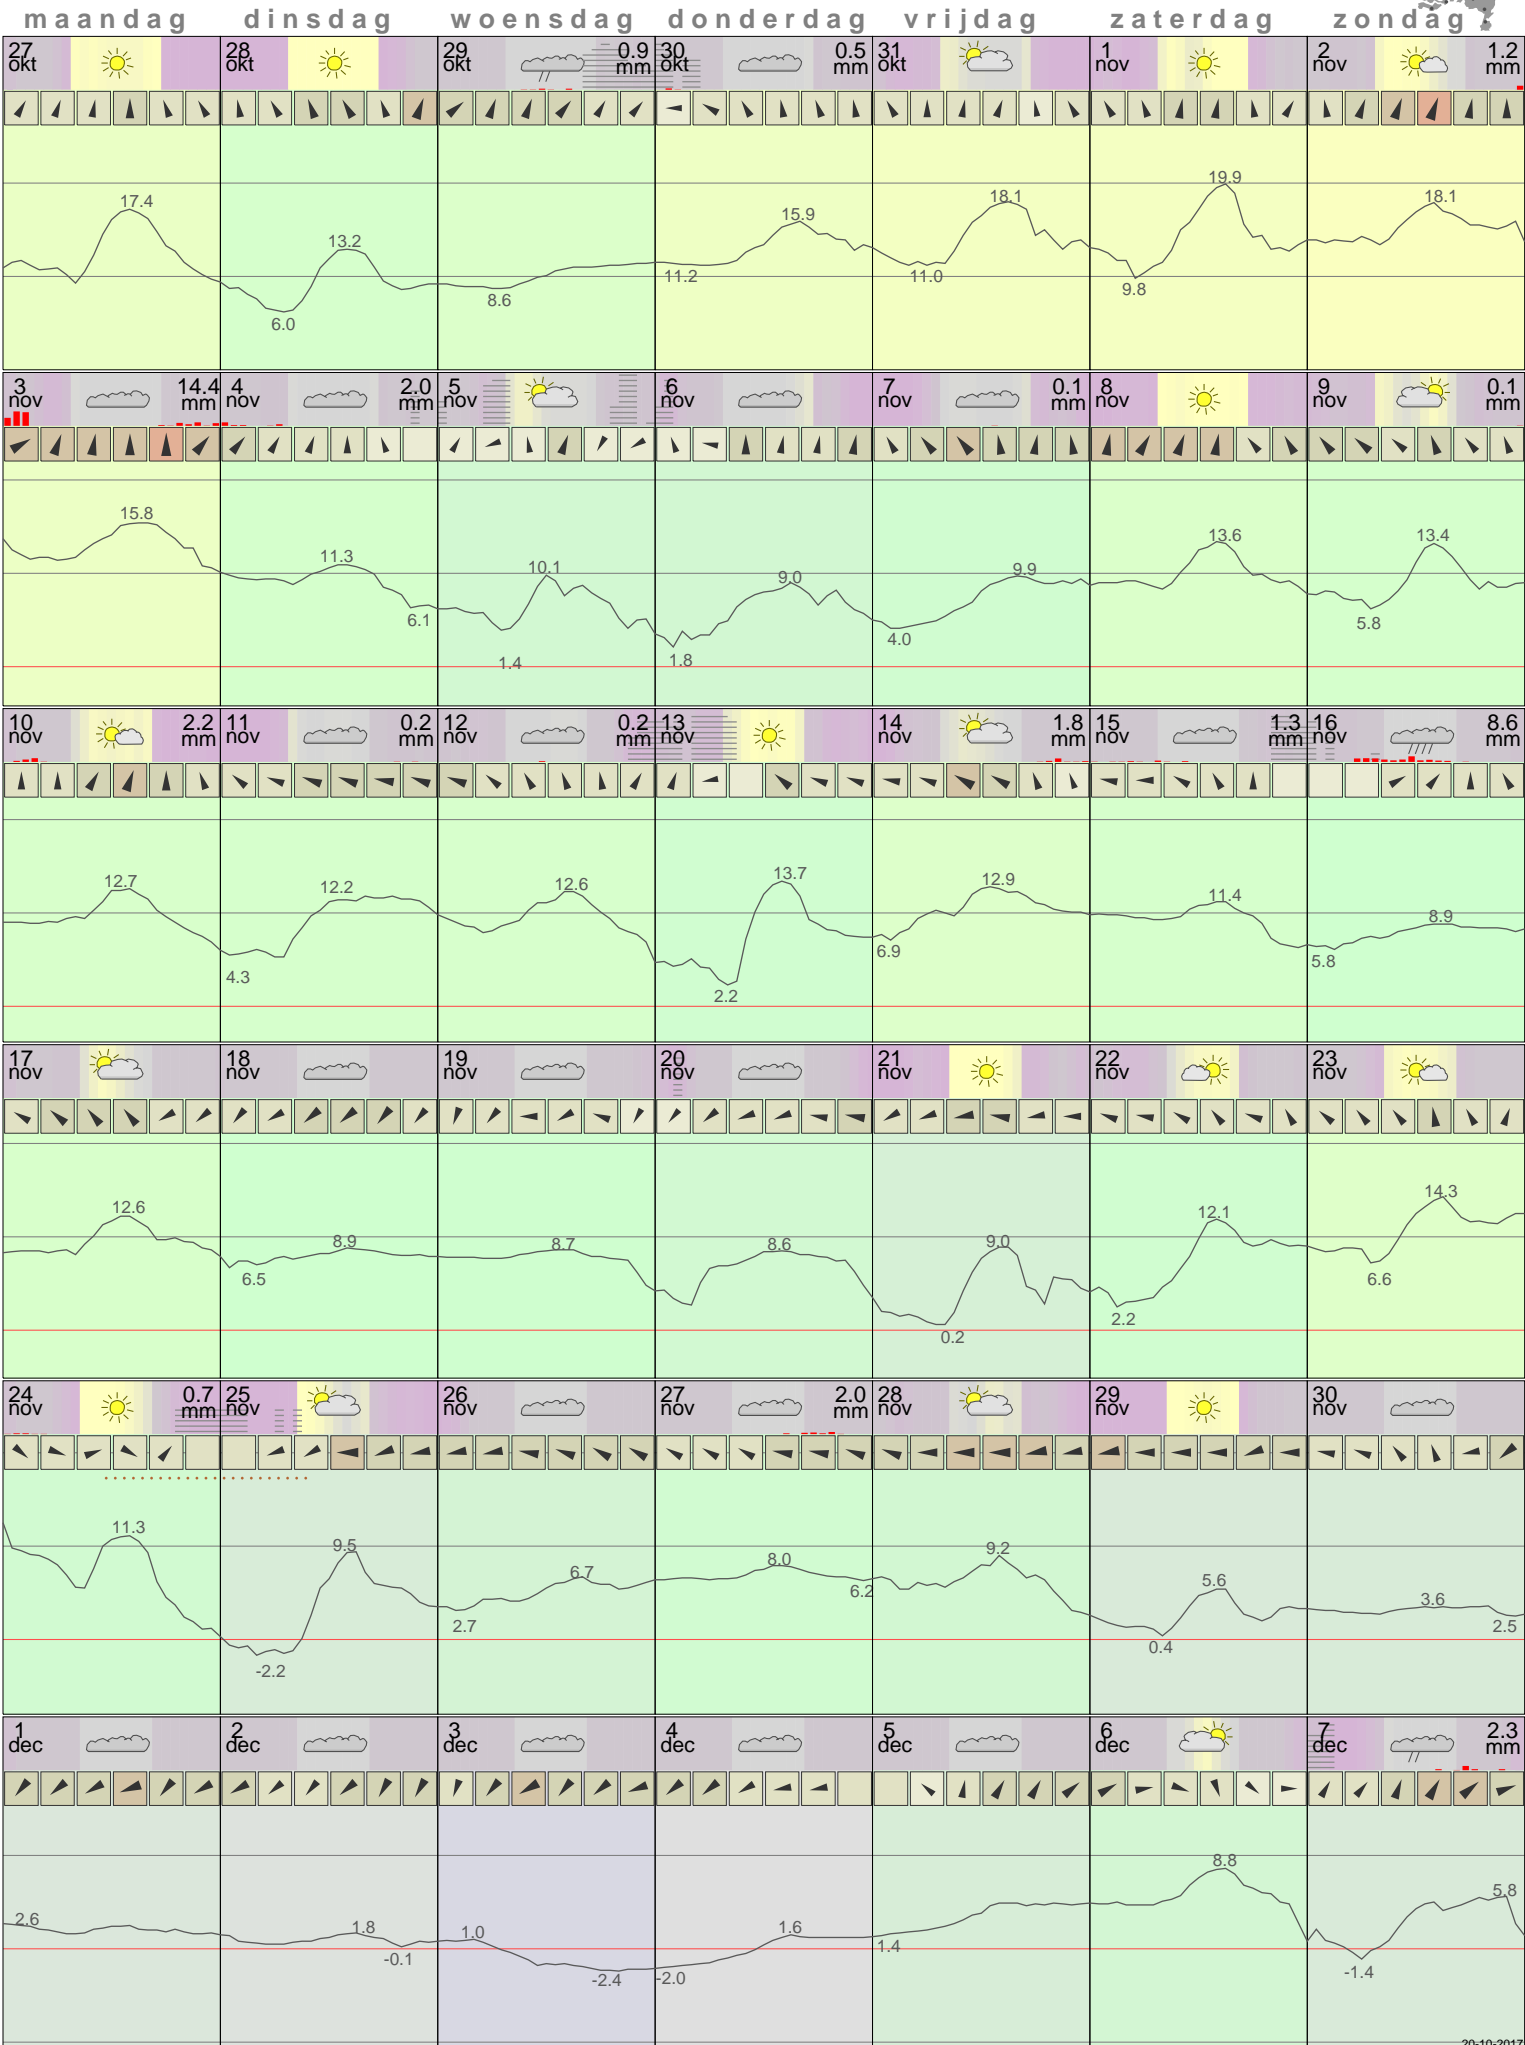 maandag dinsdag woensdag donderdag vrijdag zaterdag zondag
27 okt 28 okt 29 okt 0.9 mm 30 okt 0.5 mm 31 okt 1 nov 2 nov 1.2 mm
17.4 6.0 13.2 8.6 11.2 15.9 11.0 18.1 9.8 19.9 18.1
3 nov 14.4 mm 4 nov 2.0 mm 5 nov 6 nov 7 nov 0.1 mm 8 nov 9 nov 0.1 mm
15.8 11.3 6.1 1.4 10.1 1.8 9.0 4.0 9.9 13.6 5.8 13.4
10 nov 2.2 mm 11 nov 0.2 mm 12 nov 0.2 mm 13 nov 14 nov 1.8 mm 15 nov 1.3 mm 16 nov 8.6 mm
12.7 4.3 12.2 12.6 2.2 13.7 6.9 12.9 11.4 5.8 8.9
17 nov 18 nov 19 nov 20 nov 21 nov 22 nov 23 nov
12.6 6.5 8.9 8.7 8.6 0.2 9.0 2.2 12.1 6.6 14.3
24 nov 0.7 mm 25 nov 26 nov 27 nov 2.0 mm 28 nov 29 nov 30 nov
11.3 -2.2 9.5 2.7 6.7 8.0 6.2 9.2 0.4 5.6 3.6 2.5
1 dec 2 dec 3 dec 4 dec 5 dec 6 dec 7 dec 2.3 mm
2.6 1.8 -0.1 1.0 -2.4 -2.0 1.6 1.4 8.8 -1.4 5.8
20-10-2017